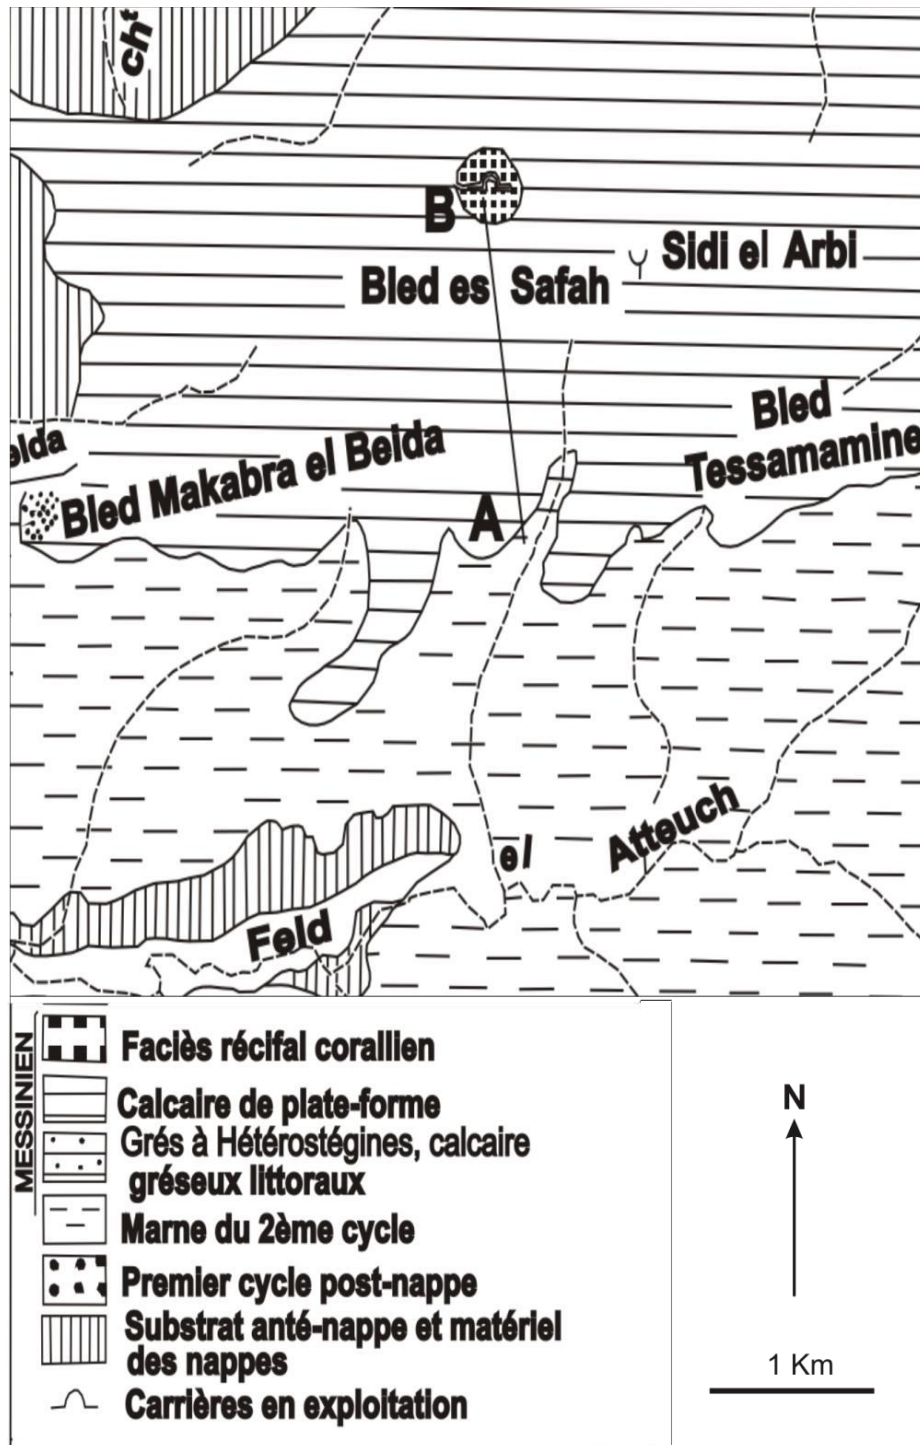 cht
B
Sidi el Arbi
Bled es Safah
Bled
Tessamamine
elda
Bled Makabra el Beida
A
el
Atteuch
Feld
MESSINIEN
Faciès récifal corallien
Calcaire de plate-forme
Grés à Hétérostégines, calcaire
gréseux littoraux
Marne du 2ème cycle
Premier cycle post-nappe
Substrat anté-nappe et matériel
des nappes
Carrières en exploitation
N
1 Km